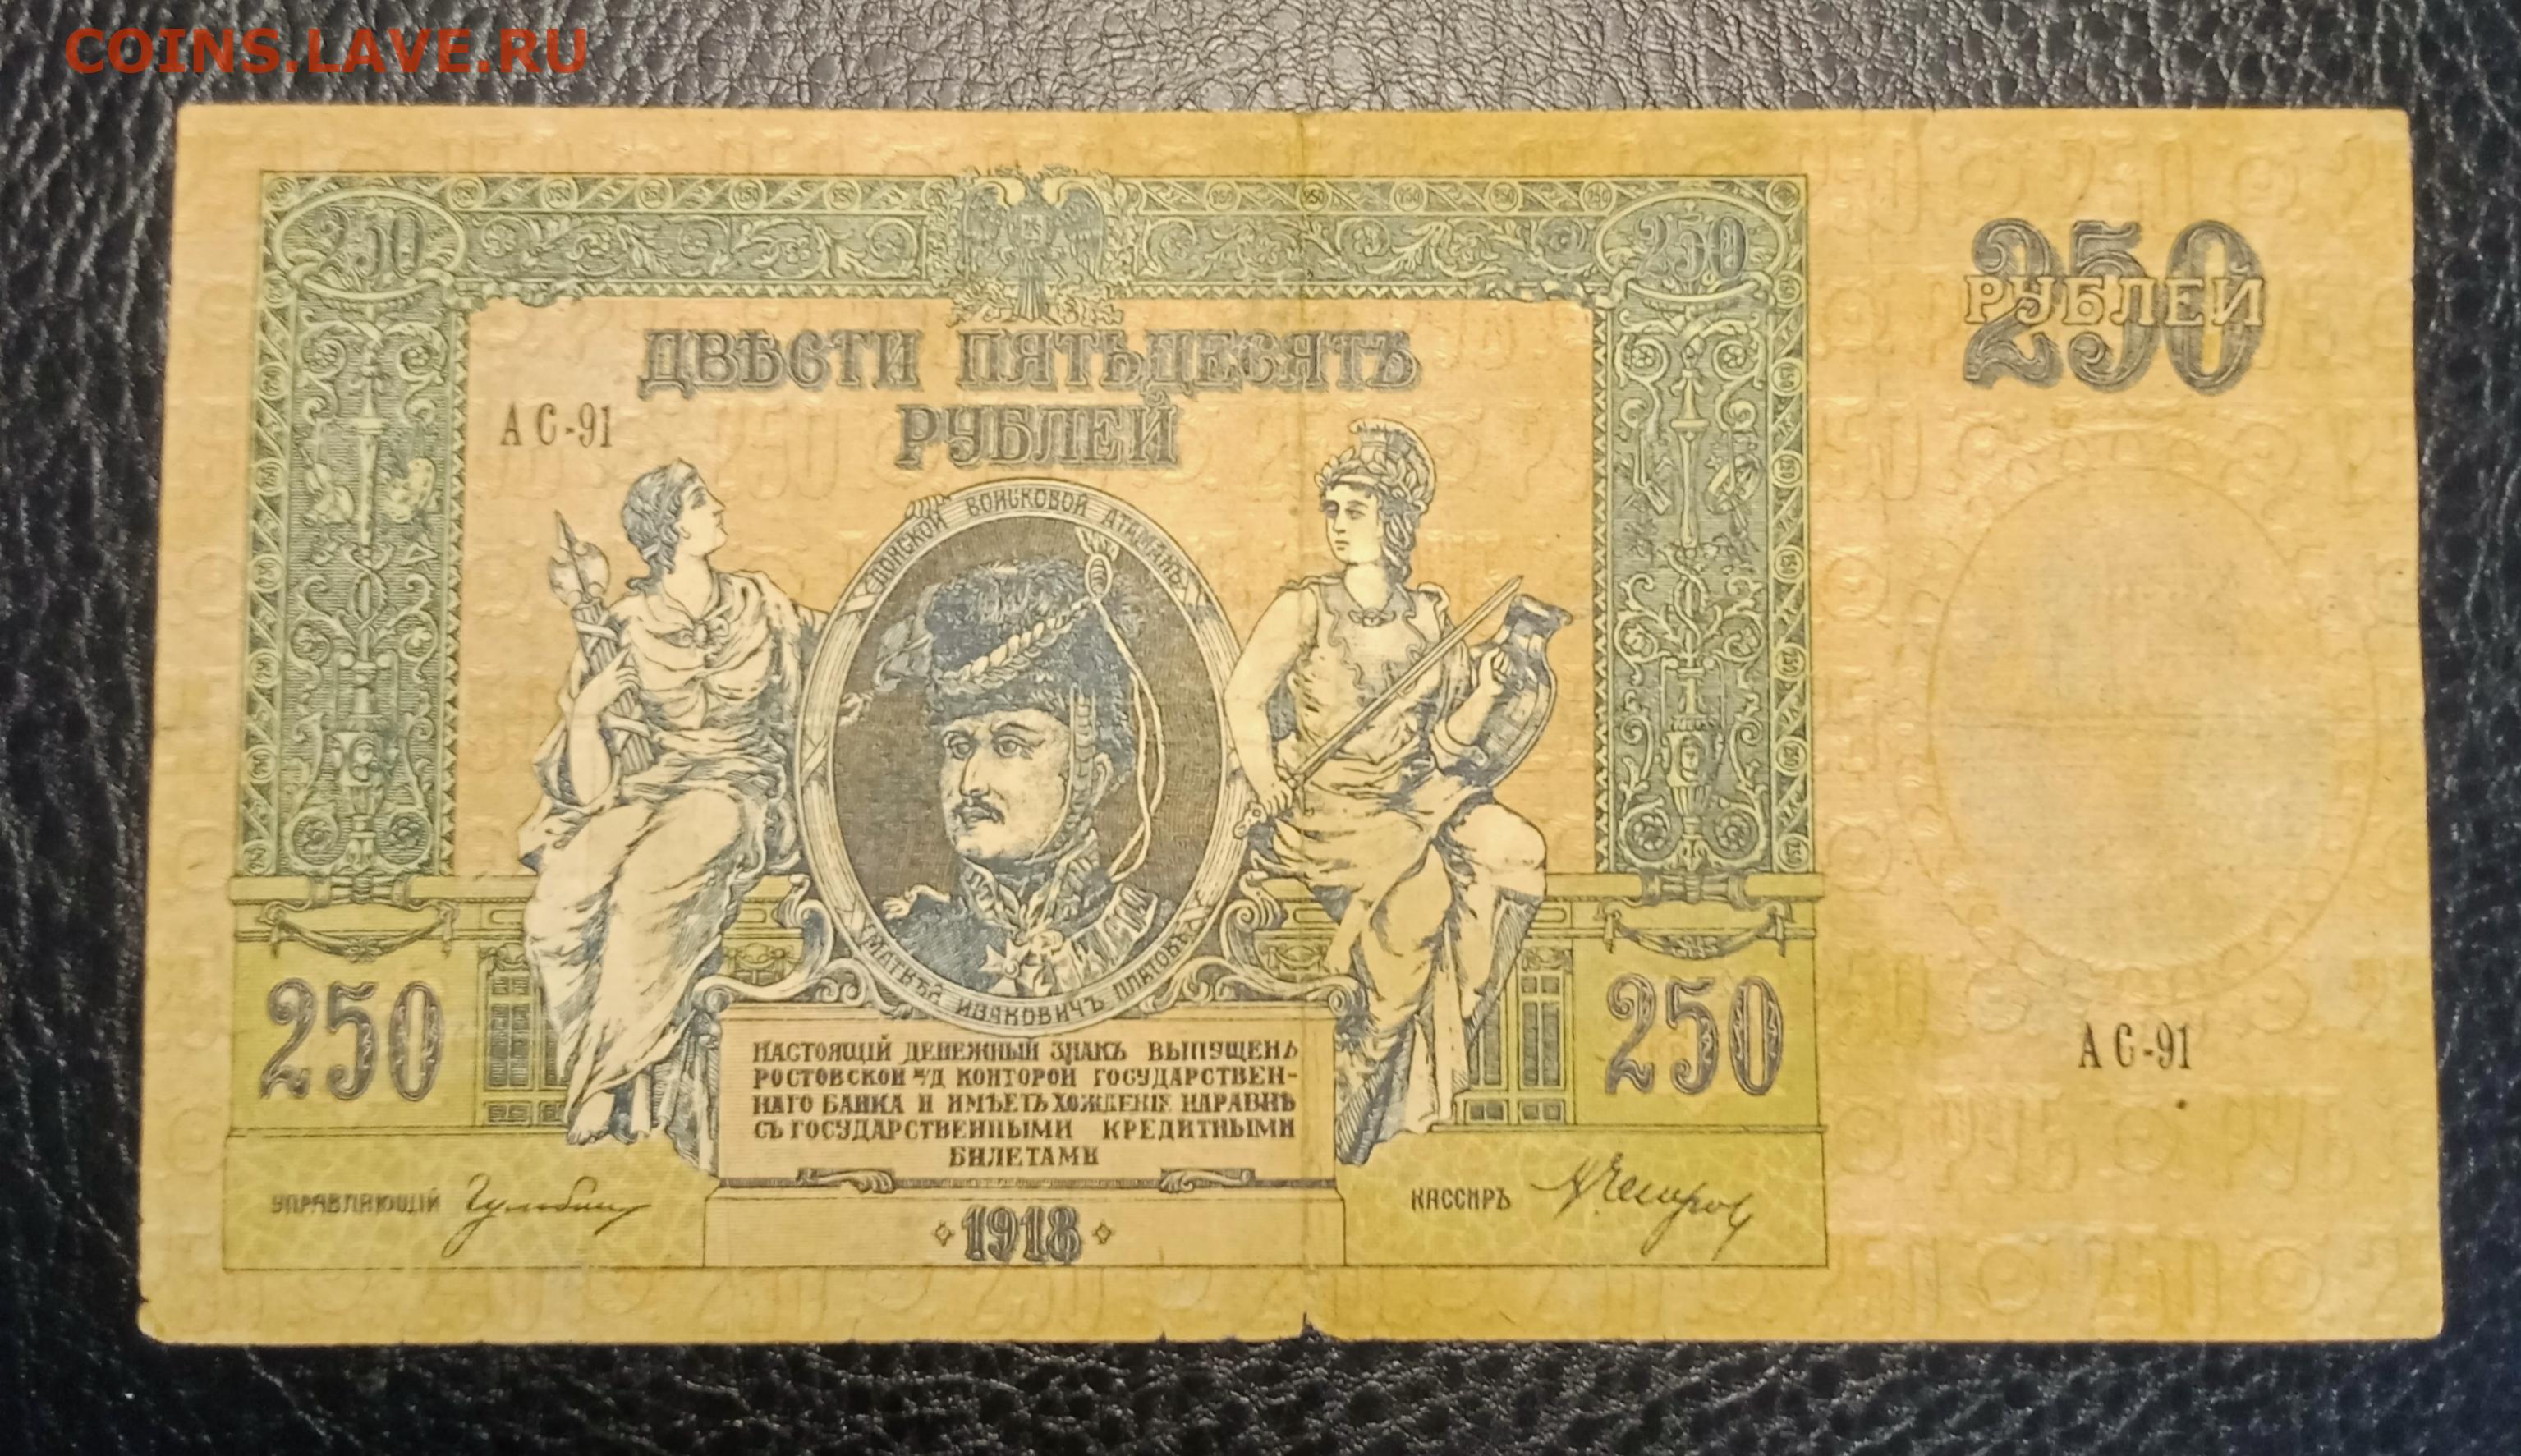 COINS.LAVE.RU
250
250
250
РУБЛЕЙ
ДВѢСТИ ПЯТЬДЕСЯТЪ
РУБЛЕЙ
АС-91
ДОНСКОЙ ВОЙСКОВОЙ АТАМАНЪ
МАТВѢЙ ИВАНОВИЧЪ ПЛАТОВЪ
250
250
АС-91
НАСТОЯЩІЙ ДЕНЕЖНЫЙ ЗНАКЪ ВЫПУЩЕНЪ
РОСТОВСКОЙ н/Д КОНТОРОЙ ГОСУДАРСТВЕН-
НАГО БАНКА И ИМѢЕТЪ ХОЖДЕНІЕ НАРАВНѢ
СЪ ГОСУДАРСТВЕННЫМИ КРЕДИТНЫМИ
БИЛЕТАМИ
УПРАВЛЯЮЩІЙ
КАССИРЪ
1918